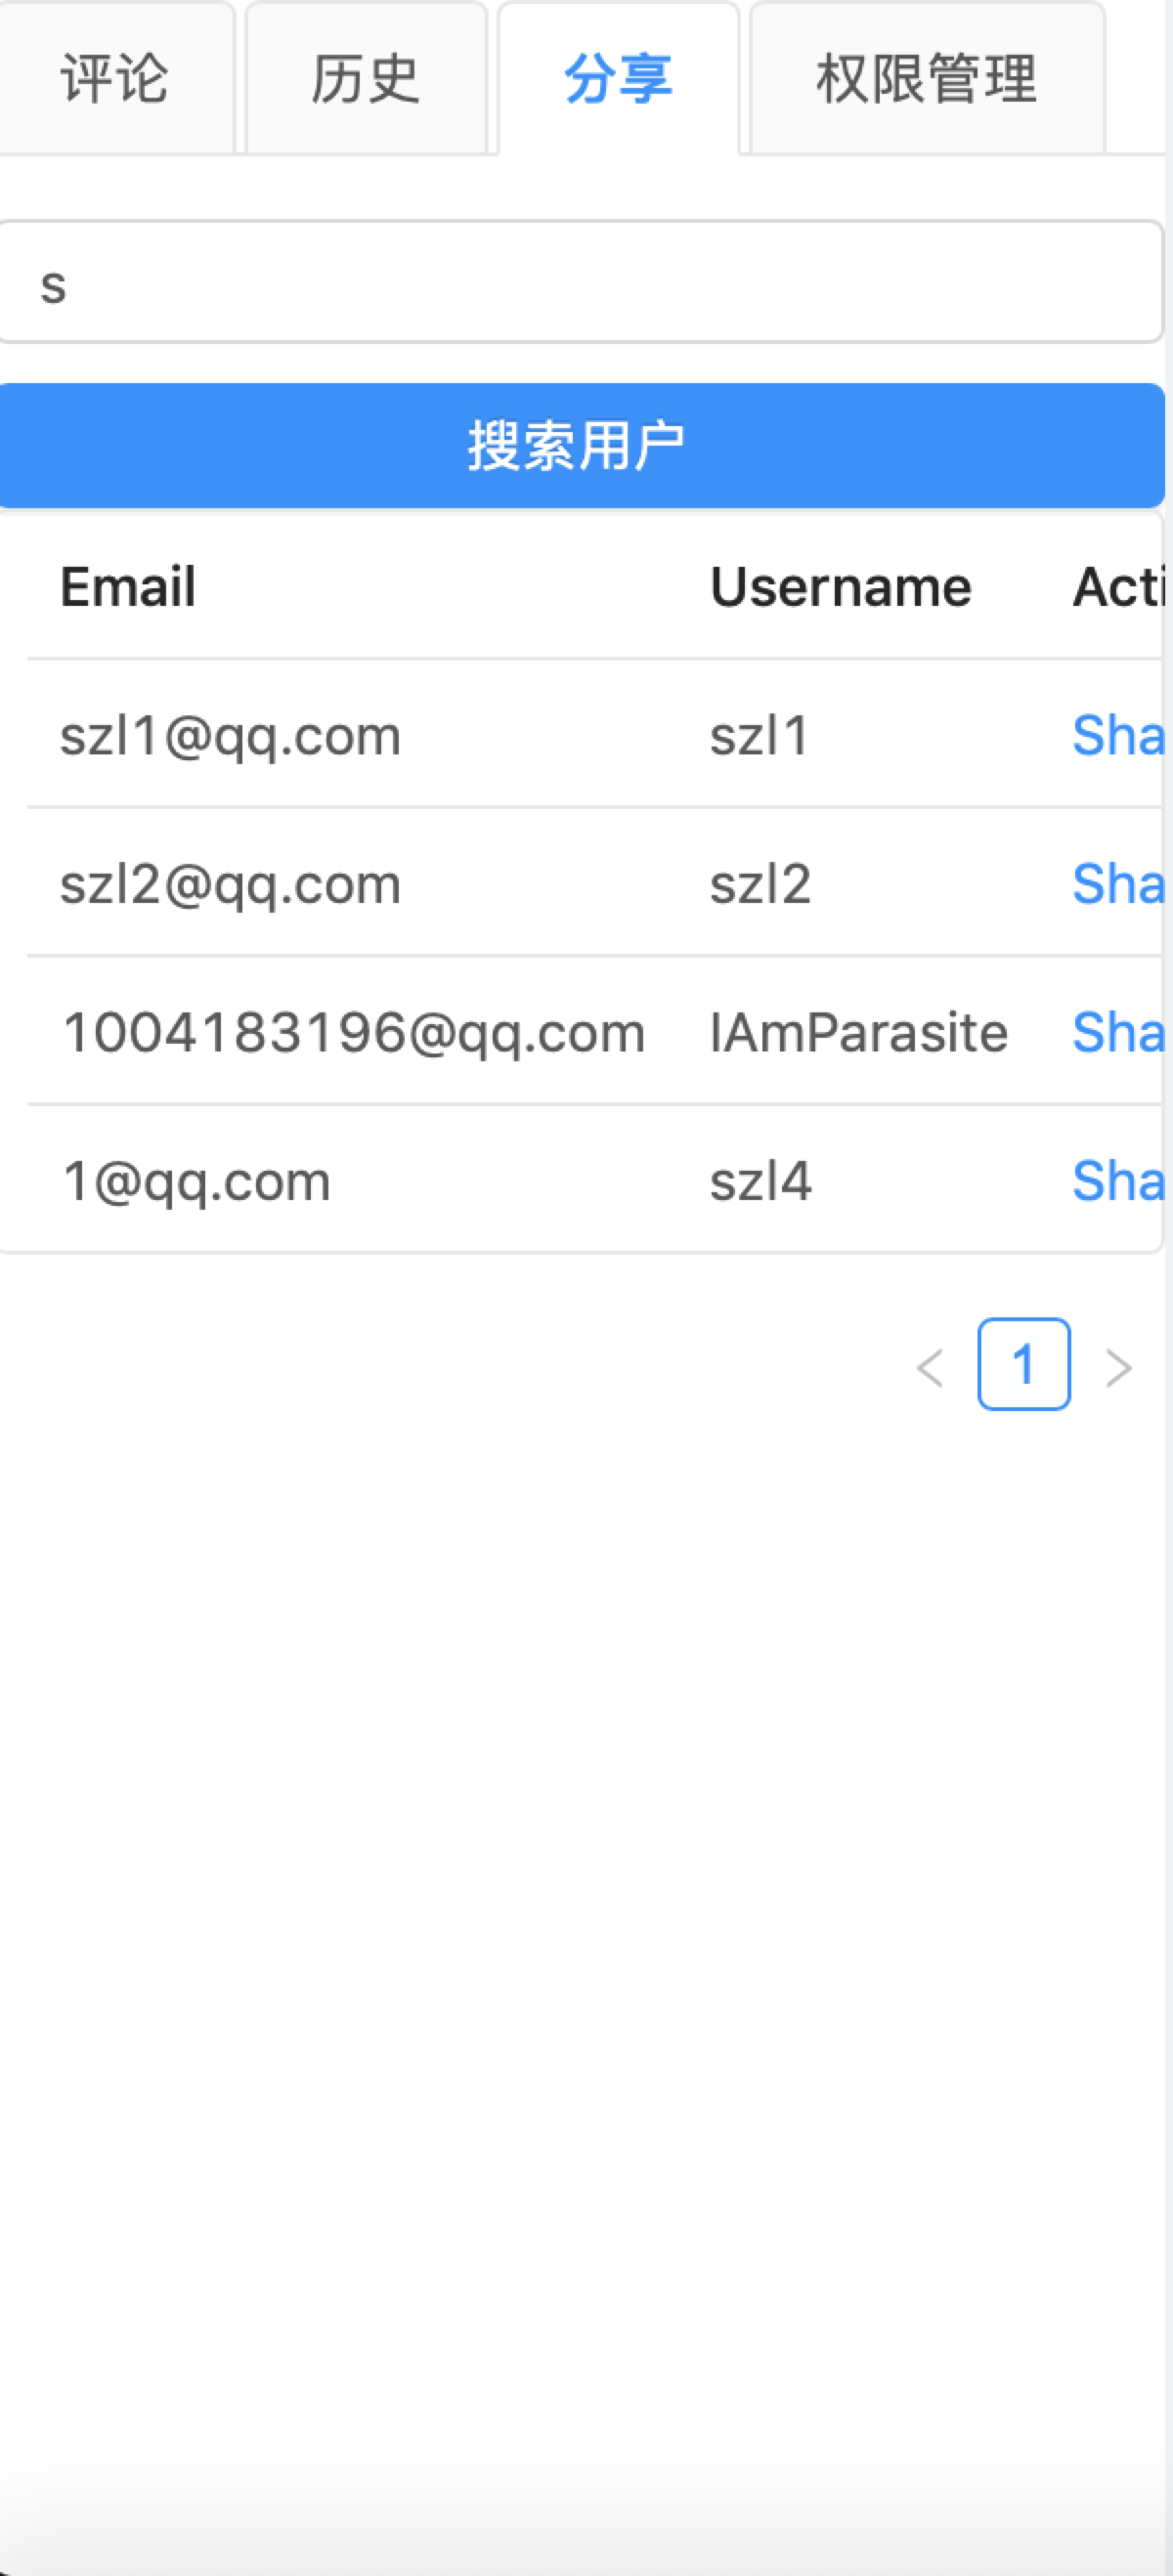 评论 历史 分享 权限管理
s
搜索用户
Email Username Acti
szl1@qq.com szl1 Sha
szl2@qq.com szl2 Sha
1004183196@qq.com IAmParasite Sha
1@qq.com szl4 Sha
< 1 >